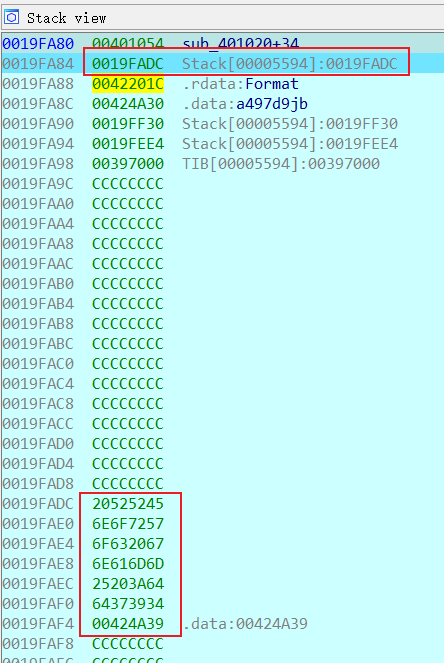 Stack view
0019FA80 00401054 sub_401020+34
0019FA84 0019FADC Stack[00005594]:0019FADC
0019FA88 0042201C .rdata:Format
0019FA8C 00424A30 .data:a497d9jb
0019FA90 0019FF30 Stack[00005594]:0019FF30
0019FA94 0019FEE4 Stack[00005594]:0019FEE4
0019FA98 00397000 TIB[00005594]:00397000
0019FA9C CCCCCCCC
0019FAA0 CCCCCCCC
0019FAA4 CCCCCCCC
0019FAA8 CCCCCCCC
0019FAAC CCCCCCCC
0019FAB0 CCCCCCCC
0019FAB4 CCCCCCCC
0019FAB8 CCCCCCCC
0019FABC CCCCCCCC
0019FAC0 CCCCCCCC
0019FAC4 CCCCCCCC
0019FAC8 CCCCCCCC
0019FACC CCCCCCCC
0019FAD0 CCCCCCCC
0019FAD4 CCCCCCCC
0019FAD8 CCCCCCCC
0019FADC 20525245
0019FAE0 6E6F7257
0019FAE4 6F632067
0019FAE8 6E616D6D
0019FAEC 25203A64
0019FAF0 64373934
0019FAF4 00424A39 .data:00424A39
0019FAF8 CCCCCCCC